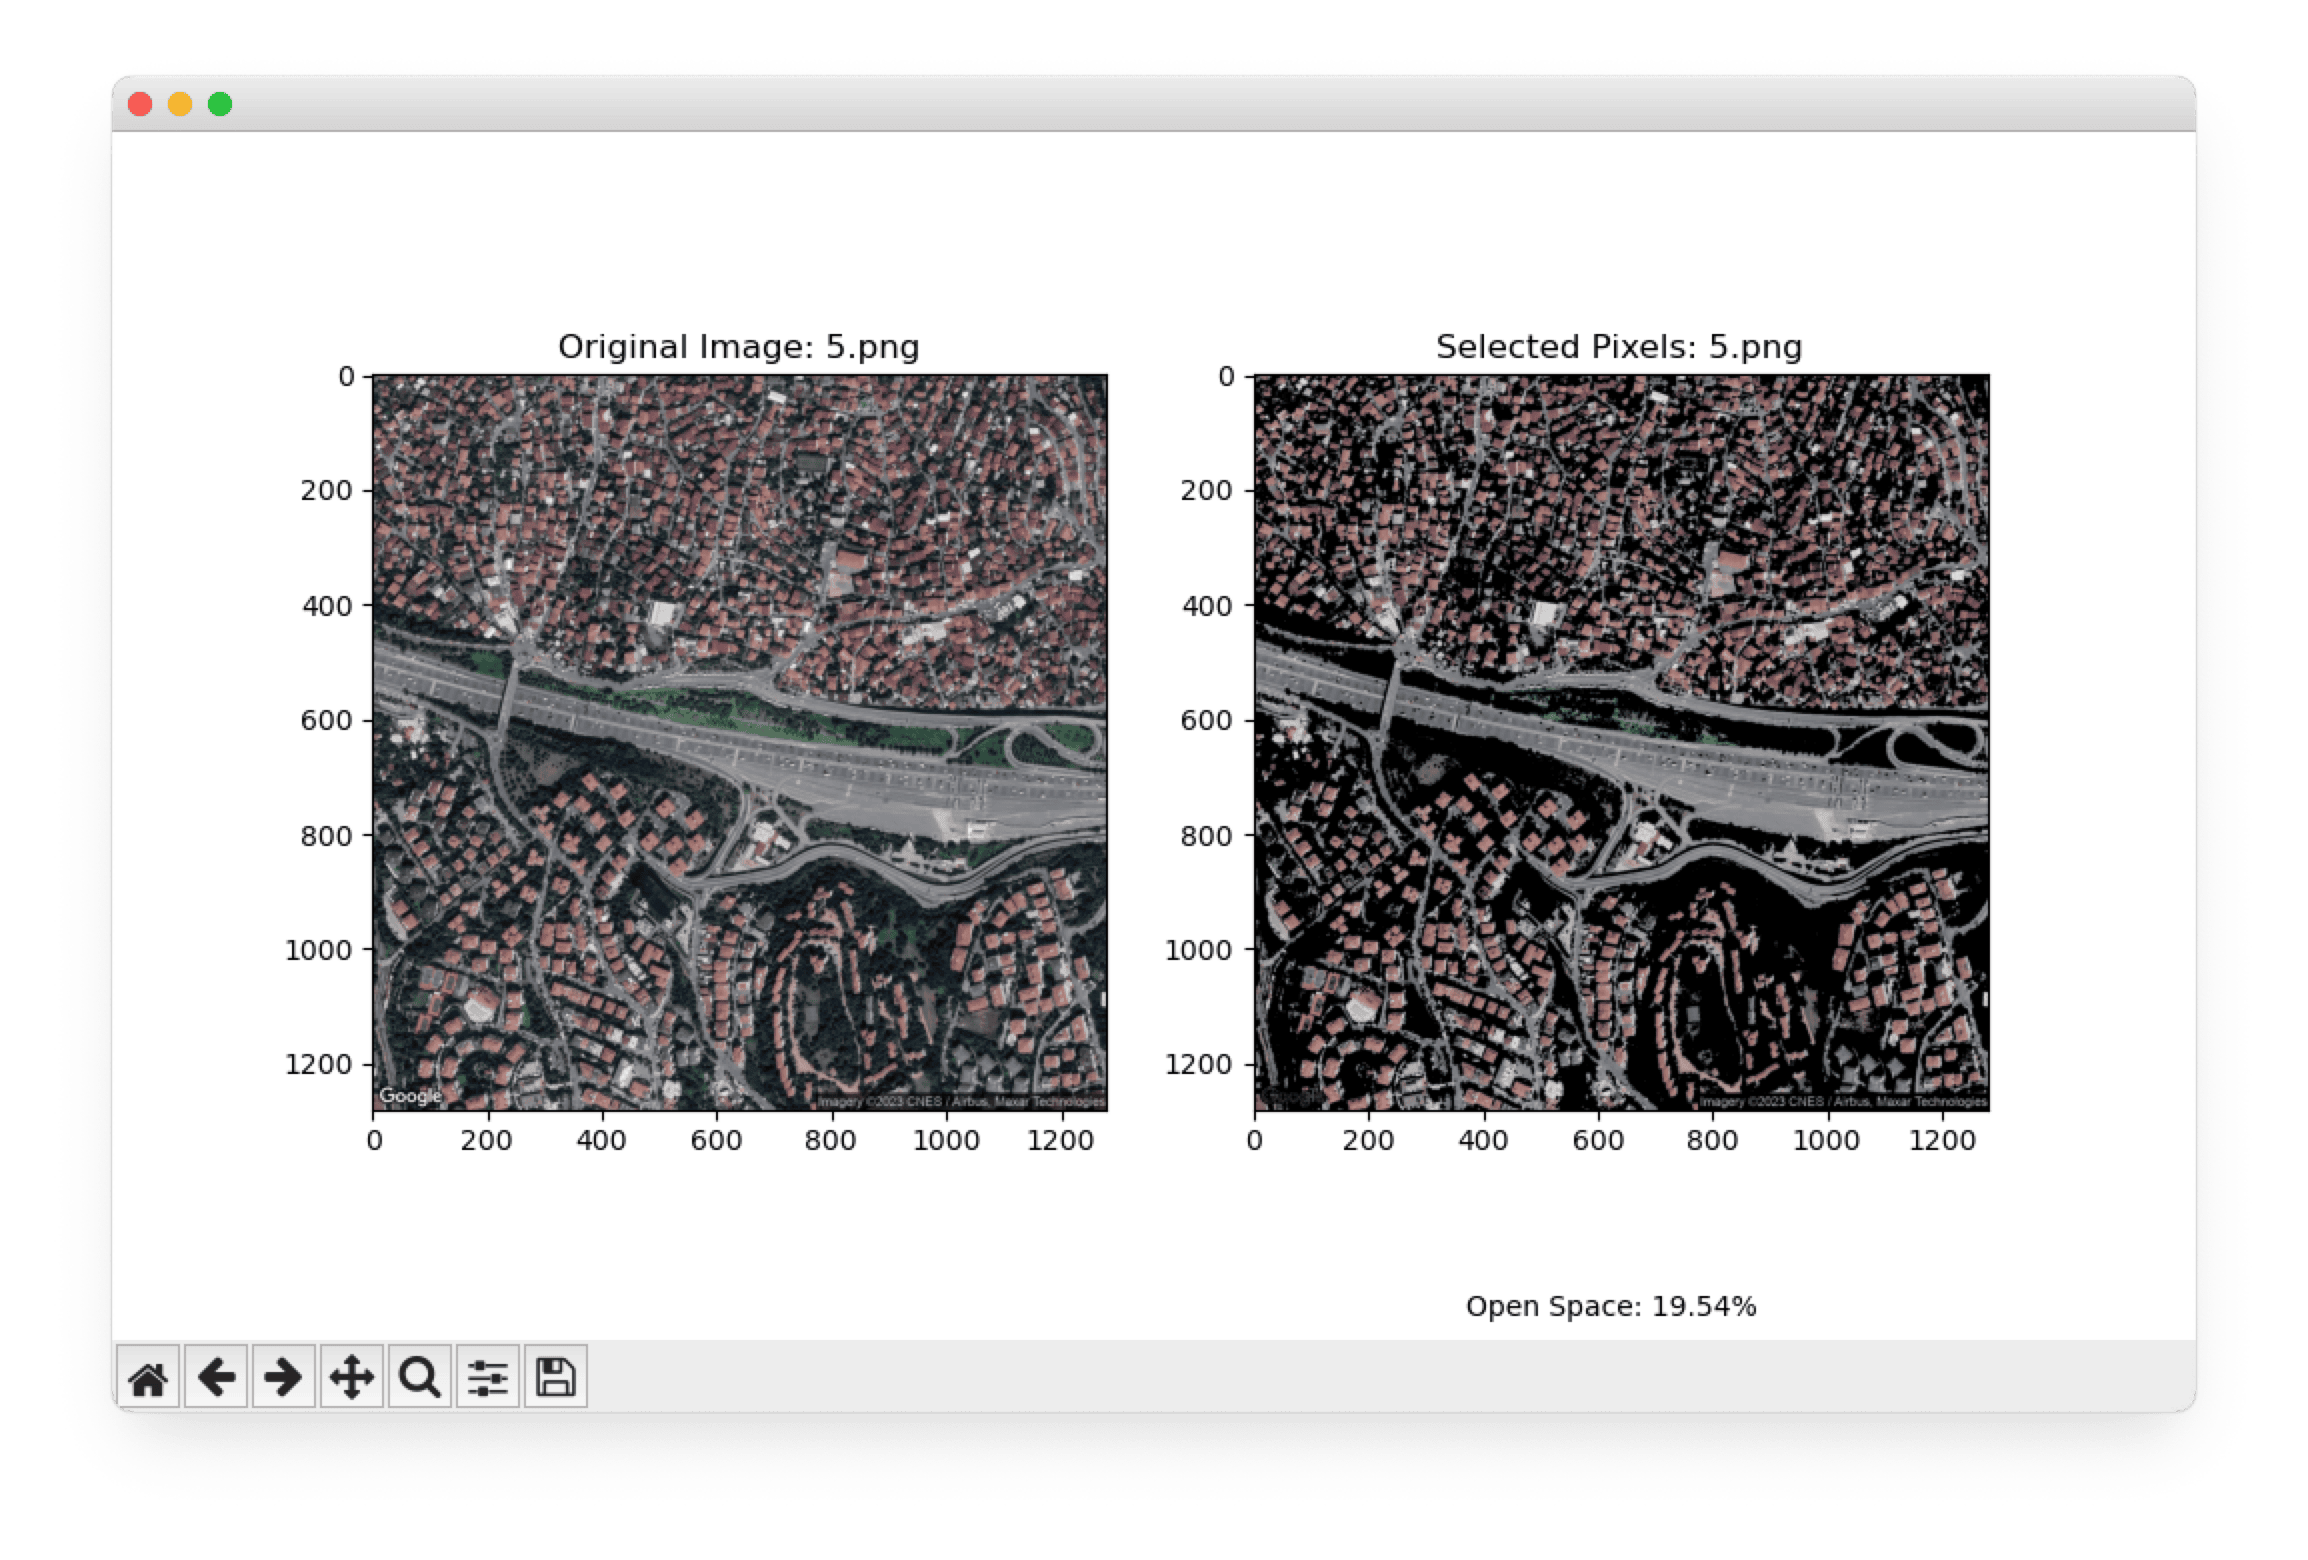 Original Image: 5.png
0
200
400
600
800
1000
1200
Google
Imagery ©2023 CNES / Airbus, Maxar Technologies
0 200 400 600 800 1000 1200
Selected Pixels: 5.png
0
200
400
600
800
1000
1200
Google
Imagery ©2023 CNES / Airbus, Maxar Technologies
0 200 400 600 800 1000 1200
Open Space: 19.54%